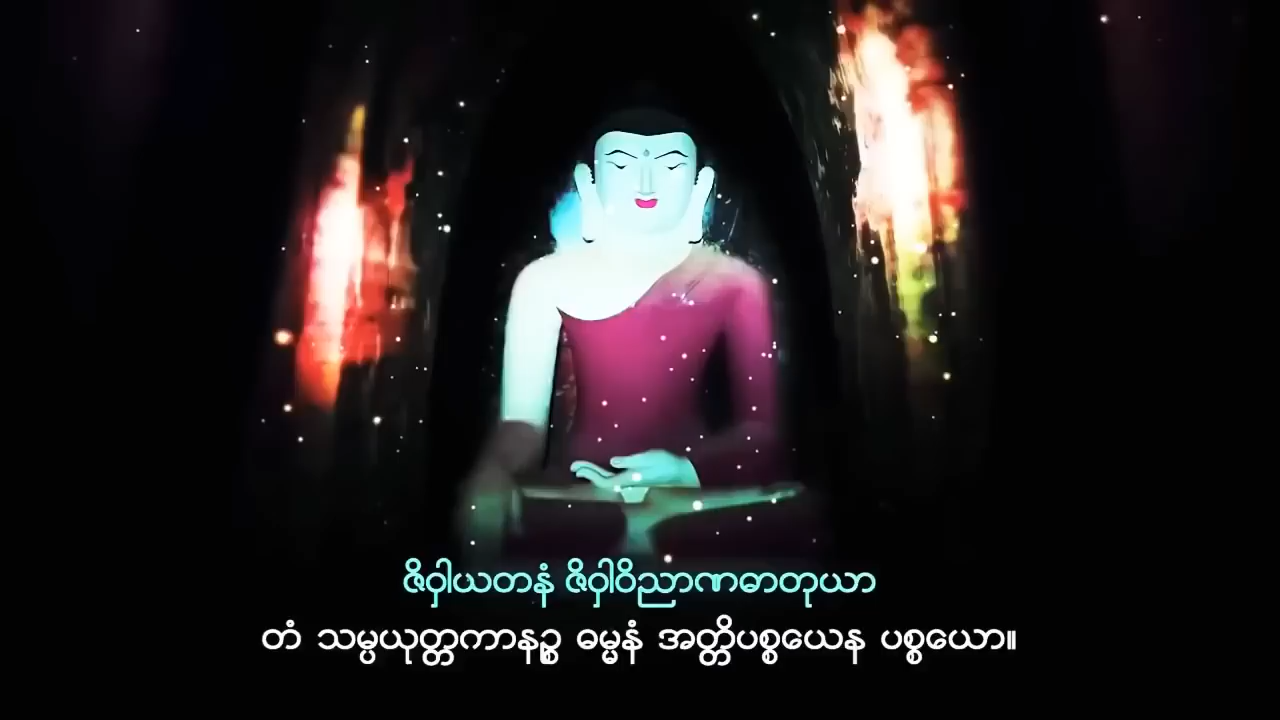 ဇိဝှါယတနံ ဇိဝှါဝိညာဏဓာတုယာ
တံ သမ္ပယုတ္တကာနဉ္စ ဓမ္မနံ အတ္ထိပစ္စယေန ပစ္စယော။